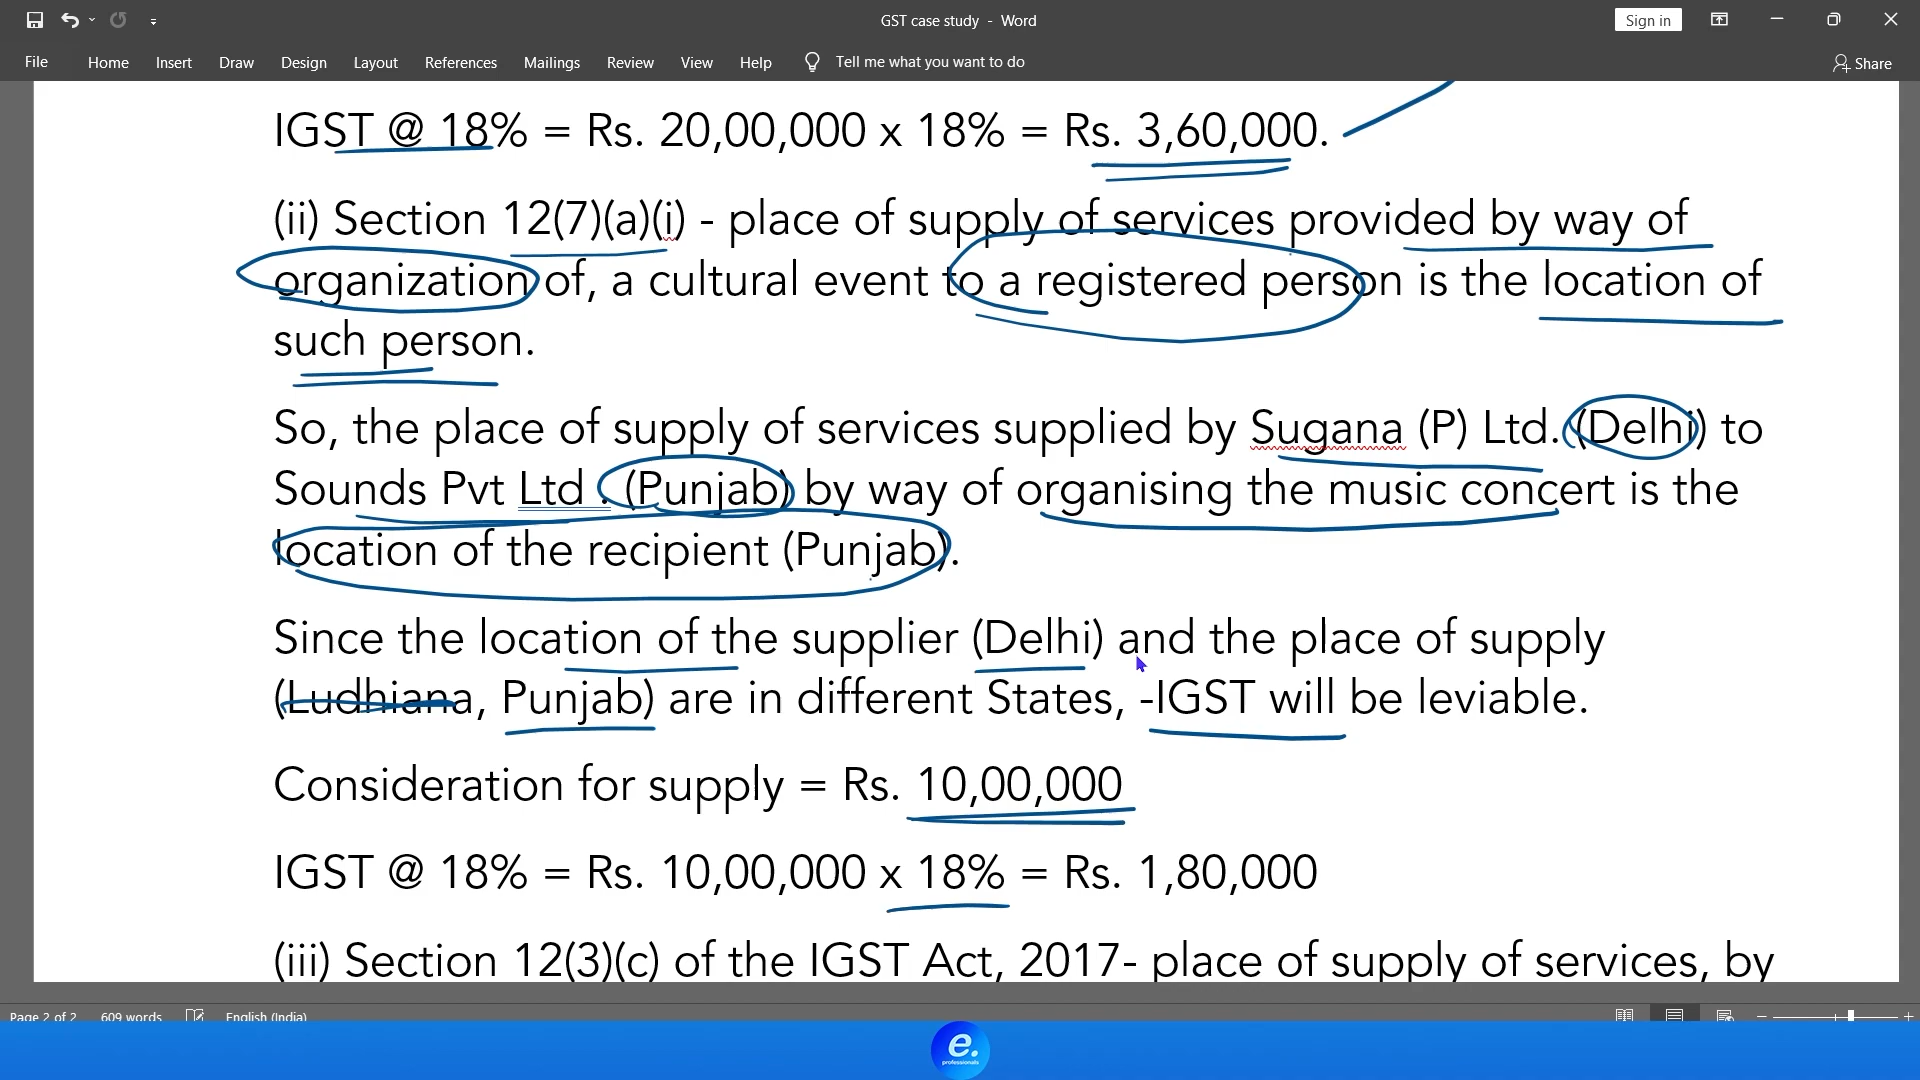 GST case study - Word
Sign in
File Home Insert Draw Design Layout References Mailings Review View Help Tell me what you want to do
Share
IGST @ 18% = Rs. 20,00,000 x 18% = Rs. 3,60,000.
(ii) Section 12(7)(a)(i) - place of supply of services provided by way of
organization of, a cultural event to a registered person is the location of
such person.
So, the place of supply of services supplied by Sugana (P) Ltd. (Delhi) to
Sounds Pvt Ltd . (Punjab) by way of organising the music concert is the
location of the recipient (Punjab).
Since the location of the supplier (Delhi) and the place of supply
(Ludhiana, Punjab) are in different States, -IGST will be leviable.
Consideration for supply = Rs. 10,00,000
IGST @ 18% = Rs. 10,00,000 x 18% = Rs. 1,80,000
(iii) Section 12(3)(c) of the IGST Act, 2017- place of supply of services, by
Page 2 of 2 609 words English (India)
e.
professionals